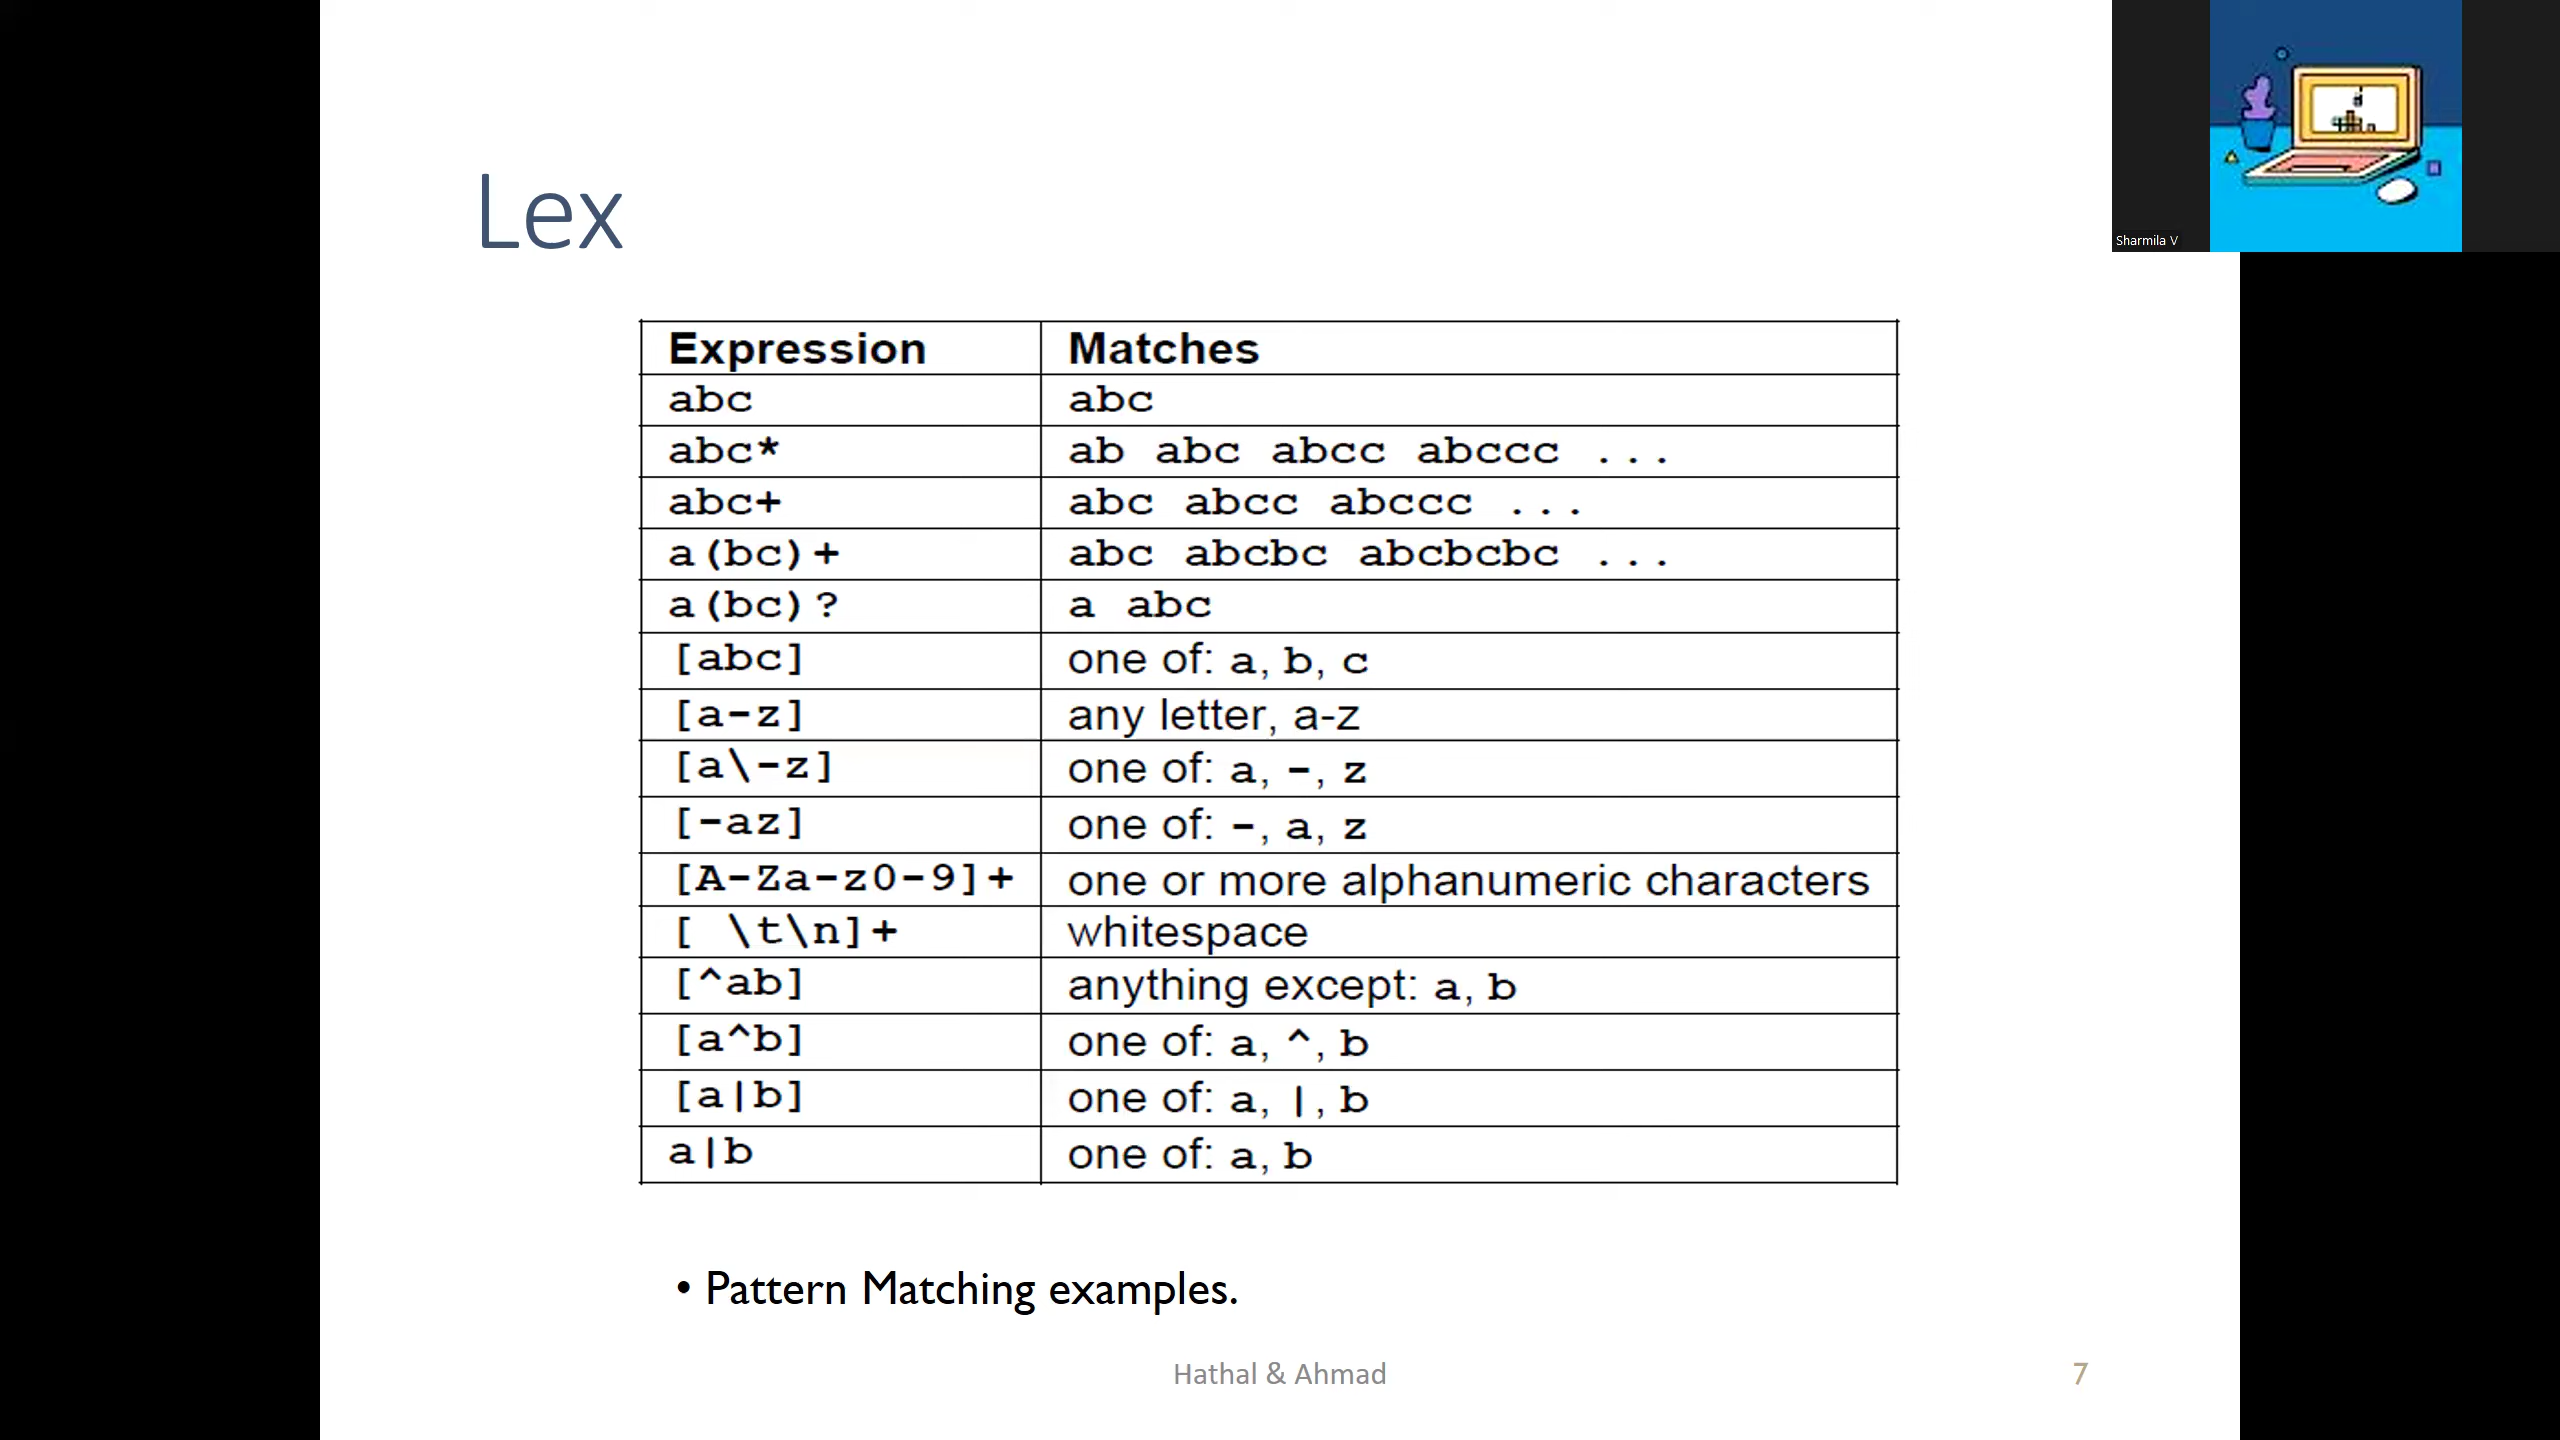 Sharmila V
Lex
Expression Matches
abc abc
abc* ab abc abcc abccc ...
abc+ abc abcc abccc ...
a(bc)+ abc abcbc abcbcbc ...
a(bc)? a abc
[abc] one of: a, b, c
[a-z] any letter, a-z
[a\-z] one of: a, -, z
[-az] one of: -, a, z
[A-Za-z0-9]+ one or more alphanumeric characters
[ \t\n]+ whitespace
[^ab] anything except: a, b
[a^b] one of: a, ^, b
[a|b] one of: a, |, b
a|b one of: a, b
• Pattern Matching examples.
Hathal & Ahmad 7